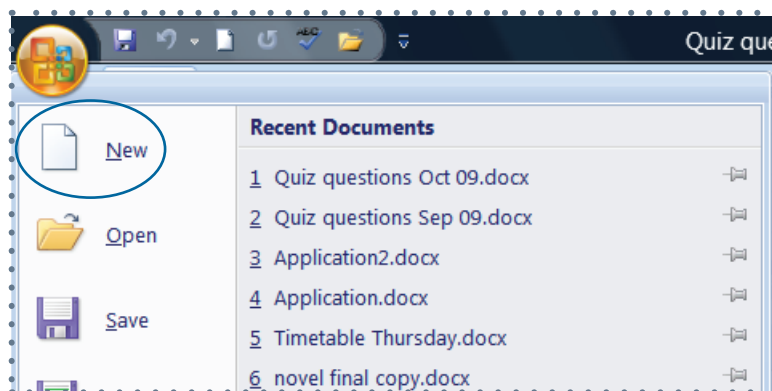 ABC
Quiz que
New
Open
Save
Recent Documents
1 Quiz questions Oct 09.docx
2 Quiz questions Sep 09.docx
3 Application2.docx
4 Application.docx
5 Timetable Thursday.docx
6 novel final copy.docx